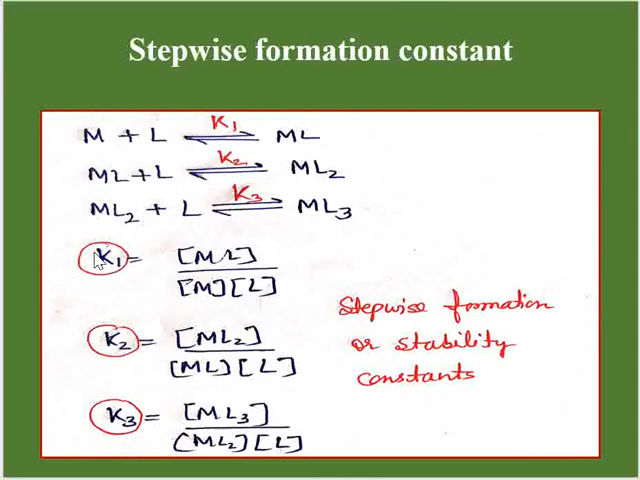 Stepwise formation constant
M + L ⇌ ML K1
ML + L ⇌ ML2 K2
ML2 + L ⇌ ML3 K3
K1 = [ML] / [M][L]
K2 = [ML2] / [ML][L]
K3 = [ML3] / [ML2][L]
Stepwise formation
or stability
constants